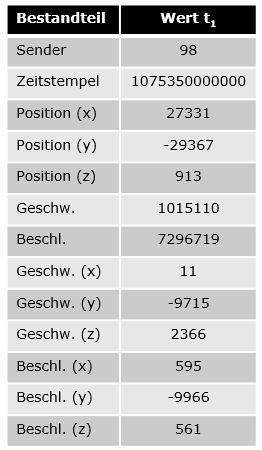 Bestandteil Wert t₁
Sender 98
Zeitstempel 1075350000000
Position (x) 27331
Position (y) -29367
Position (z) 913
Geschw. 1015110
Beschl. 7296719
Geschw. (x) 11
Geschw. (y) -9715
Geschw. (z) 2366
Beschl. (x) 595
Beschl. (y) -9966
Beschl. (z) 561